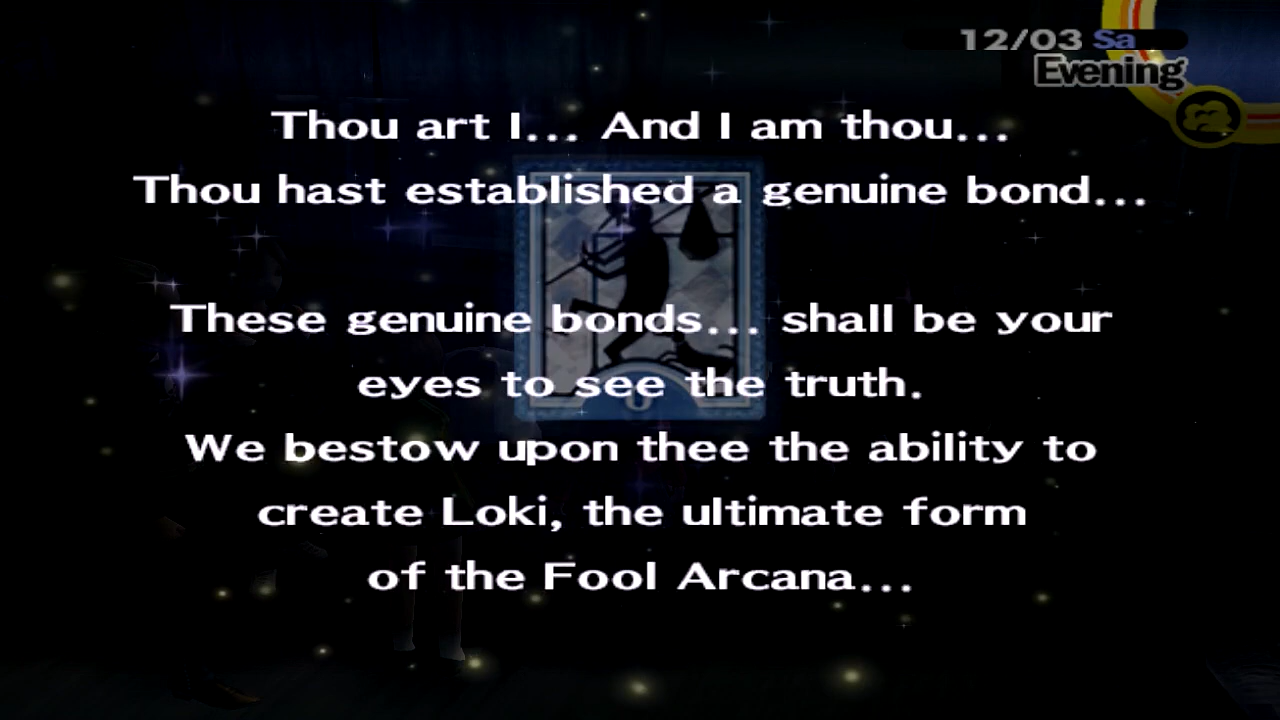 12/03 Sa
Evening
Thou art I... And I am thou...
Thou hast established a genuine bond...
These genuine bonds... shall be your
eyes to see the truth.
We bestow upon thee the ability to
create Loki, the ultimate form
of the Fool Arcana...
0